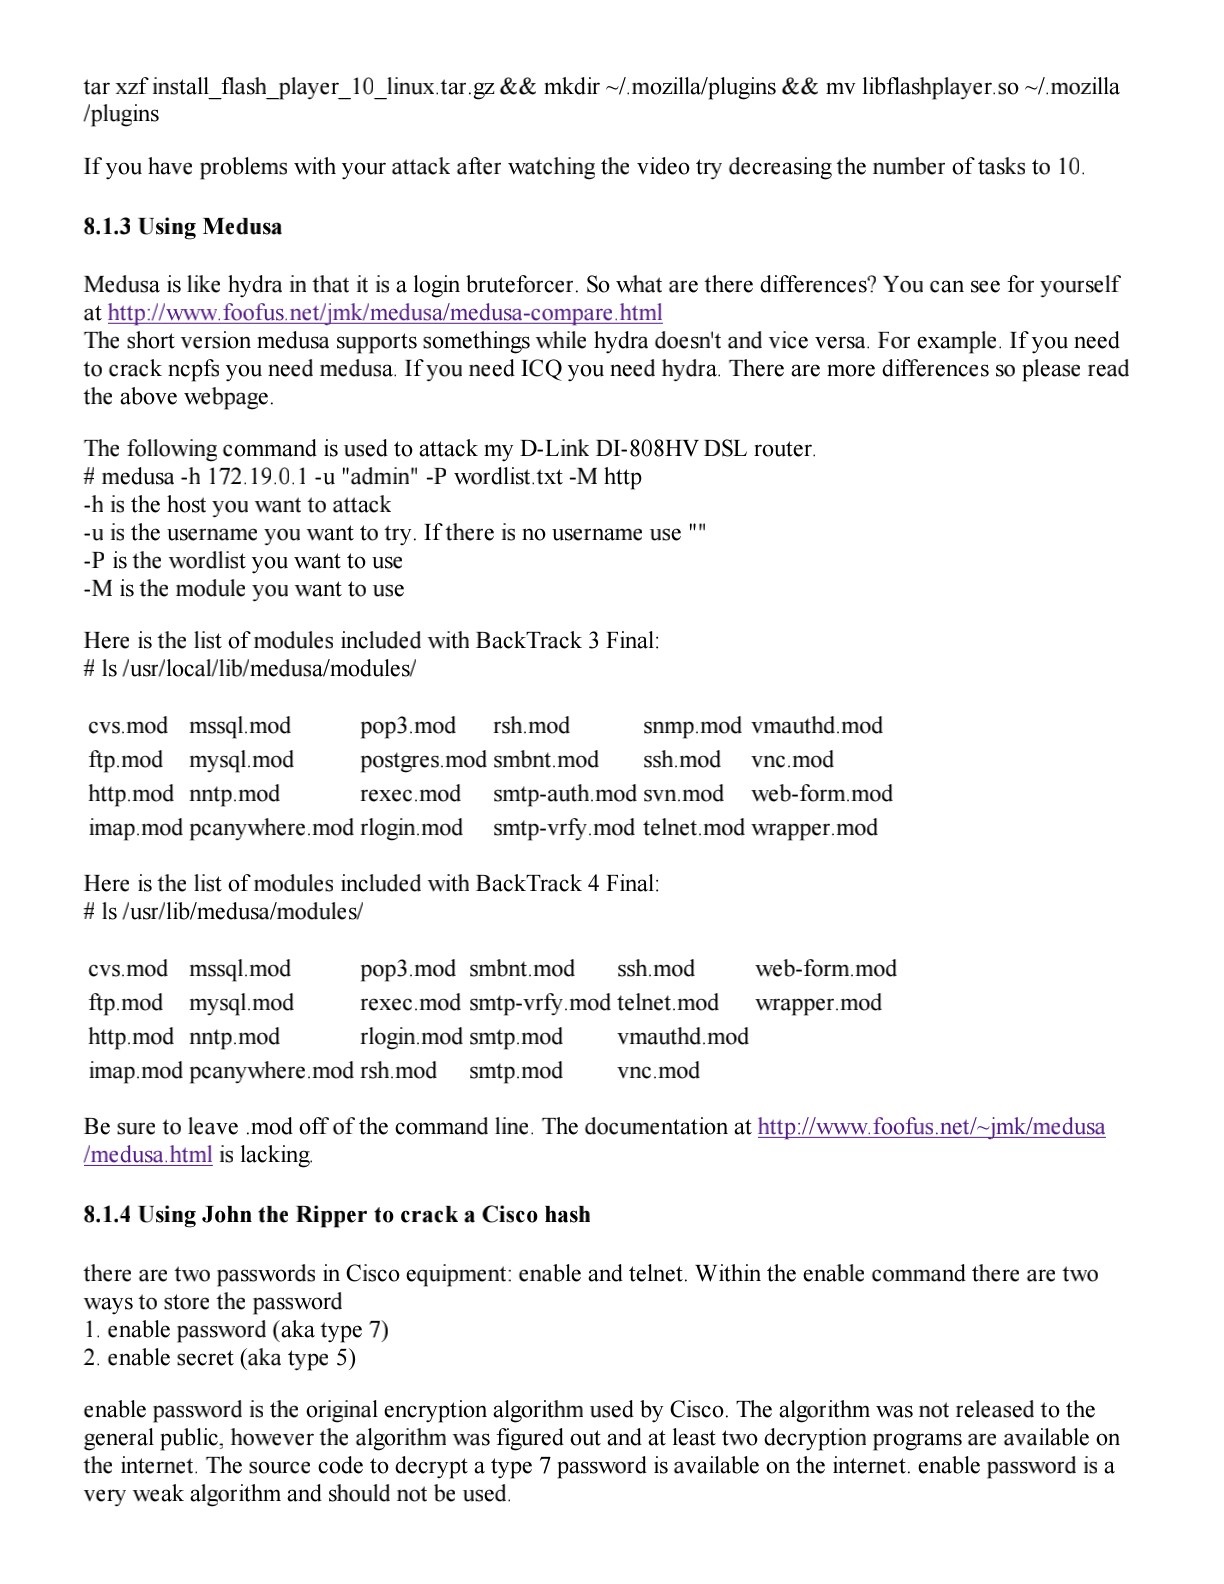 tar xzf install_flash_player_10_linux.tar.gz && mkdir ~/.mozilla/plugins && mv libflashplayer.so ~/.mozilla
/plugins
If you have problems with your attack after watching the video try decreasing the number of tasks to 10.
8.1.3 Using Medusa
Medusa is like hydra in that it is a login bruteforcer. So what are there differences? You can see for yourself
at http://www.foofus.net/jmk/medusa/medusa-compare.html
The short version medusa supports somethings while hydra doesn't and vice versa. For example. If you need
to crack ncpfs you need medusa. If you need ICQ you need hydra. There are more differences so please read
the above webpage.
The following command is used to attack my D-Link DI-808HV DSL router.
# medusa -h 172.19.0.1 -u "admin" -P wordlist.txt -M http
-h is the host you want to attack
-u is the username you want to try. If there is no username use ""
-P is the wordlist you want to use
-M is the module you want to use
Here is the list of modules included with BackTrack 3 Final:
# ls /usr/local/lib/medusa/modules/
cvs.mod mssql.mod pop3.mod rsh.mod snmp.mod vmauthd.mod
ftp.mod mysql.mod postgres.mod smbnt.mod ssh.mod vnc.mod
http.mod nntp.mod rexec.mod smtp-auth.mod svn.mod web-form.mod
imap.mod pcanywhere.mod rlogin.mod smtp-vrfy.mod telnet.mod wrapper.mod
Here is the list of modules included with BackTrack 4 Final:
# ls /usr/lib/medusa/modules/
cvs.mod mssql.mod pop3.mod smbnt.mod ssh.mod web-form.mod
ftp.mod mysql.mod rexec.mod smtp-vrfy.mod telnet.mod wrapper.mod
http.mod nntp.mod rlogin.mod smtp.mod vmauthd.mod
imap.mod pcanywhere.mod rsh.mod smtp.mod vnc.mod
Be sure to leave .mod off of the command line. The documentation at http://www.foofus.net/~jmk/medusa
/medusa.html is lacking.
8.1.4 Using John the Ripper to crack a Cisco hash
there are two passwords in Cisco equipment: enable and telnet. Within the enable command there are two
ways to store the password
1. enable password (aka type 7)
2. enable secret (aka type 5)
enable password is the original encryption algorithm used by Cisco. The algorithm was not released to the
general public, however the algorithm was figured out and at least two decryption programs are available on
the internet. The source code to decrypt a type 7 password is available on the internet. enable password is a
very weak algorithm and should not be used.